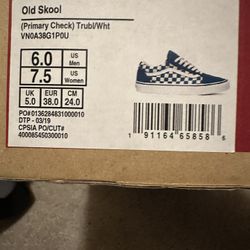 Old Skool
(Primary Check) Trubl/Wht
VN0A38G1P0U
6.0 US Men
7.5 US Women
UK 5.0 EUR 38.0 CM 24.0
PO# 0136284831000010
DTP - 03/19
CPSIA PO/CUT#
400085450300010
1 91164 65858 5